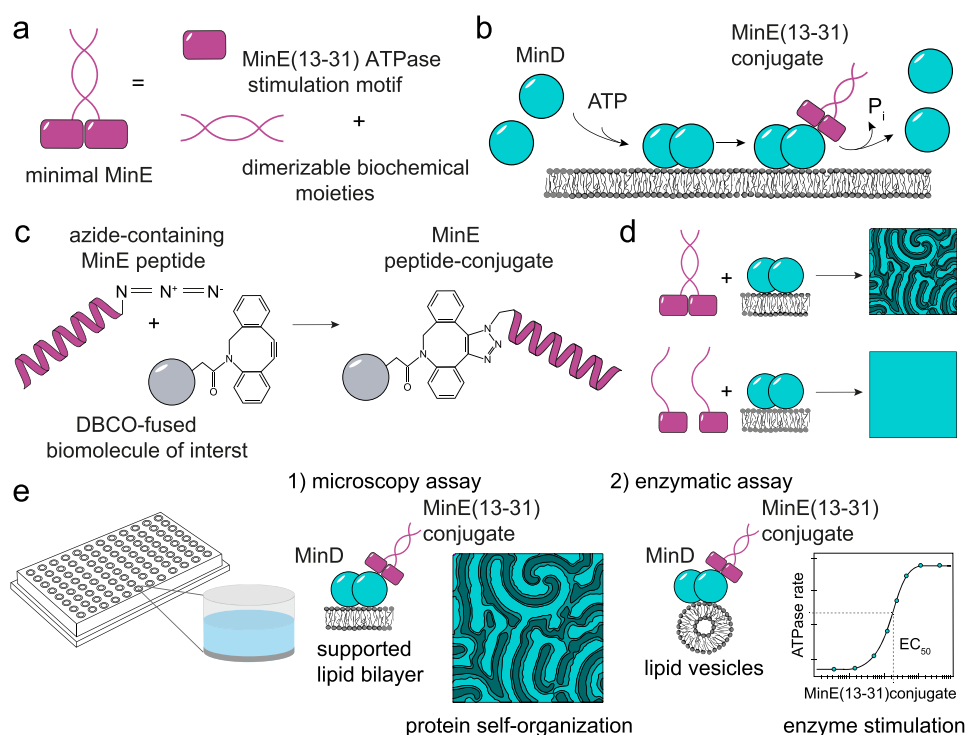 a
MinE(13-31) ATPase
stimulation motif
=
+
minimal MinE
dimerizable biochemical
moieties
b
MinD
MinE(13-31)
conjugate
ATP
Pi
c
azide-containing
MinE peptide
N = N+ = N-
+
N
O
DBCO-fused
biomolecule of interst
MinE
peptide-conjugate
N
O
N
N
N
d
+
+
e
1) microscopy assay
MinE(13-31)
conjugate
MinD
supported
lipid bilayer
protein self-organization
2) enzymatic assay
MinE(13-31)
conjugate
MinD
lipid vesicles
ATPase rate
EC50
MinE(13-31)conjugate
enzyme stimulation